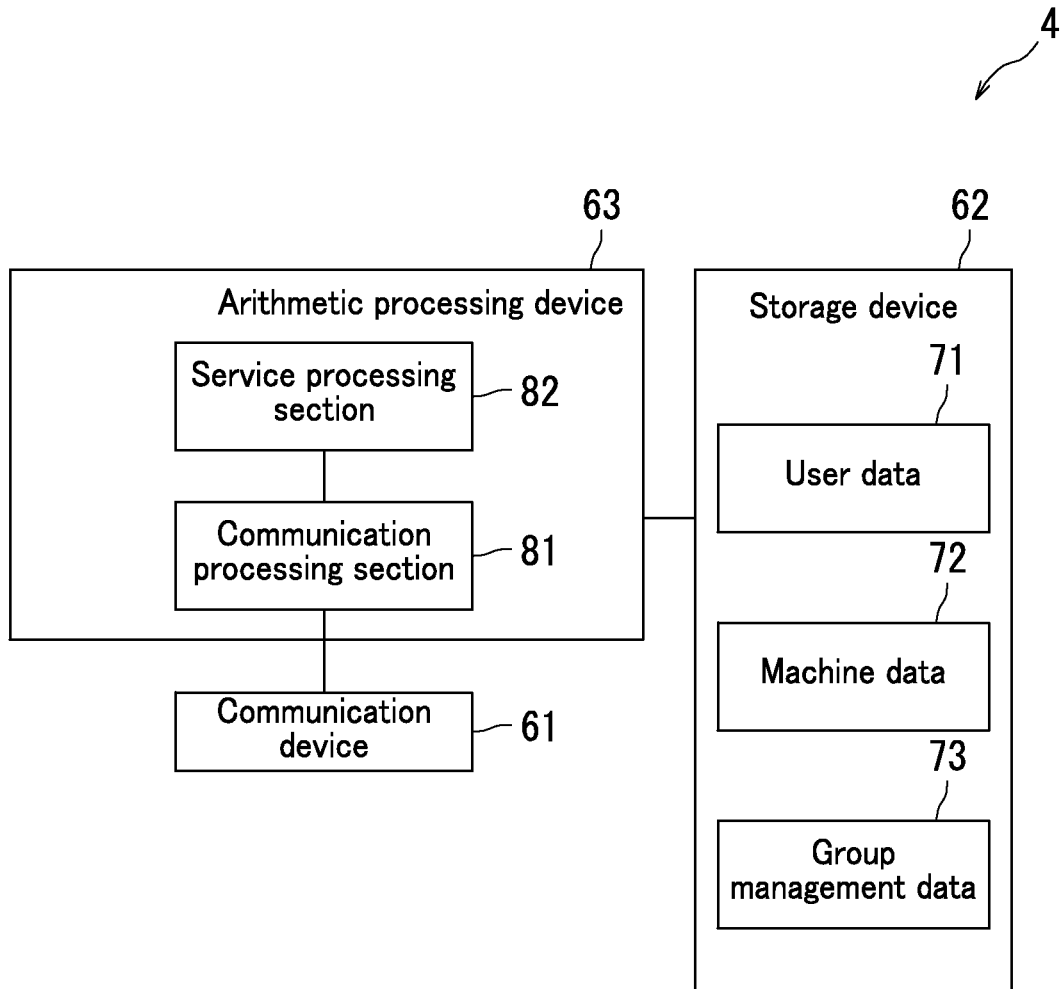 4
63
62
Arithmetic processing device
Storage device
Service processing
section
82
71
User data
Communication
processing section
81
72
Machine data
Communication
device
61
73
Group
management data